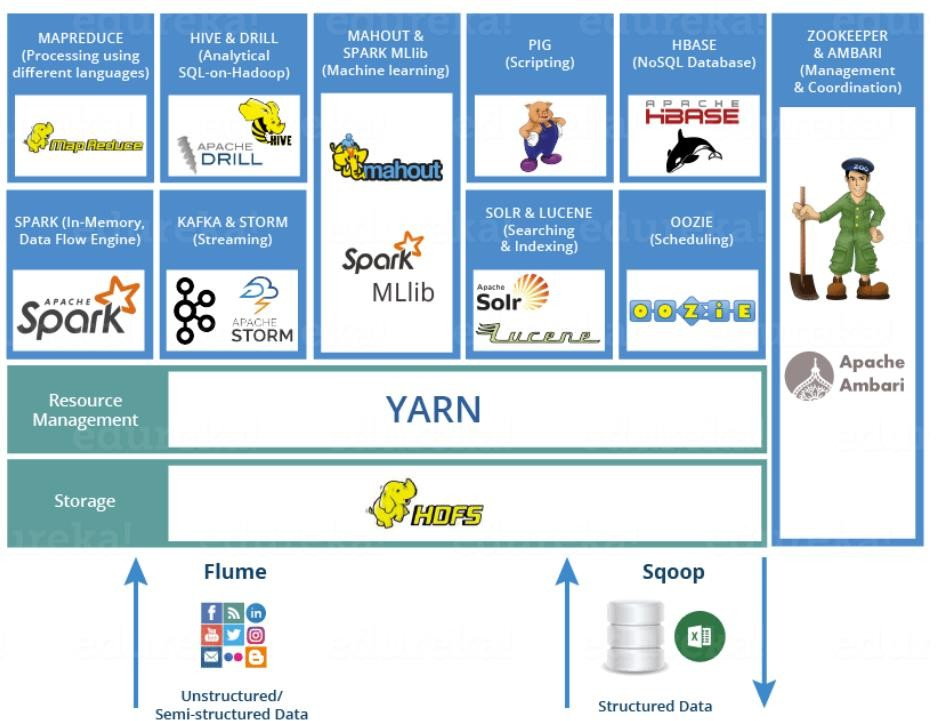 MAPREDUCE
(Processing using
different languages)
MapReduce
HIVE & DRILL
(Analytical
SQL-on-Hadoop)
HIVE
APACHE
DRILL
MAHOUT &
SPARK MLlib
(Machine learning)
mahout
Spark
MLlib
PIG
(Scripting)
HBASE
(NoSQL Database)
APACHE
HBASE
ZOOKEEPER
& AMBARI
(Management
& Coordination)
ZOO
Apache
Ambari
SPARK (In-Memory,
Data Flow Engine)
APACHE
Spark
KAFKA & STORM
(Streaming)
APACHE
STORM
SOLR & LUCENE
(Searching
& Indexing)
Apache
Solr
Lucene
OOZIE
(Scheduling)
OOZiE
Resource
Management
YARN
Storage
HDFS
Flume
Unstructured/
Semi-structured Data
Sqoop
Structured Data
edureka!